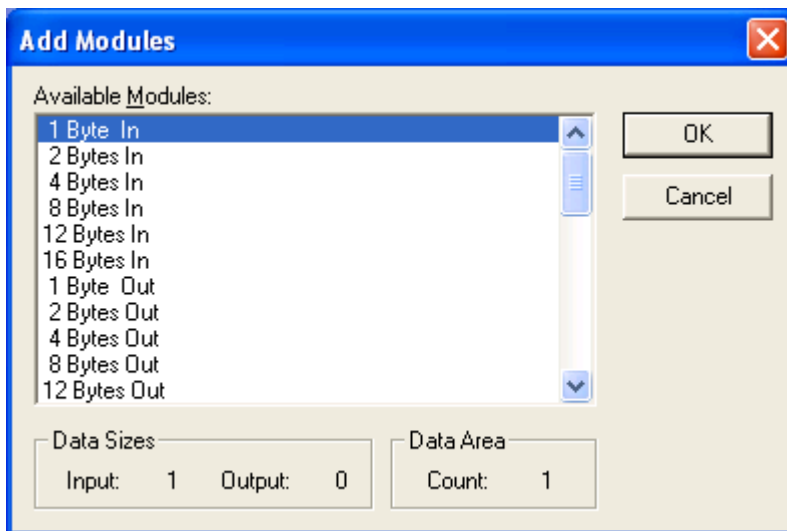 Add Modules
Available Modules:
1 Byte In
2 Bytes In
4 Bytes In
8 Bytes In
12 Bytes In
16 Bytes In
1 Byte Out
2 Bytes Out
4 Bytes Out
8 Bytes Out
12 Bytes Out
OK
Cancel
Data Sizes
Input: 1 Output: 0
Data Area
Count: 1